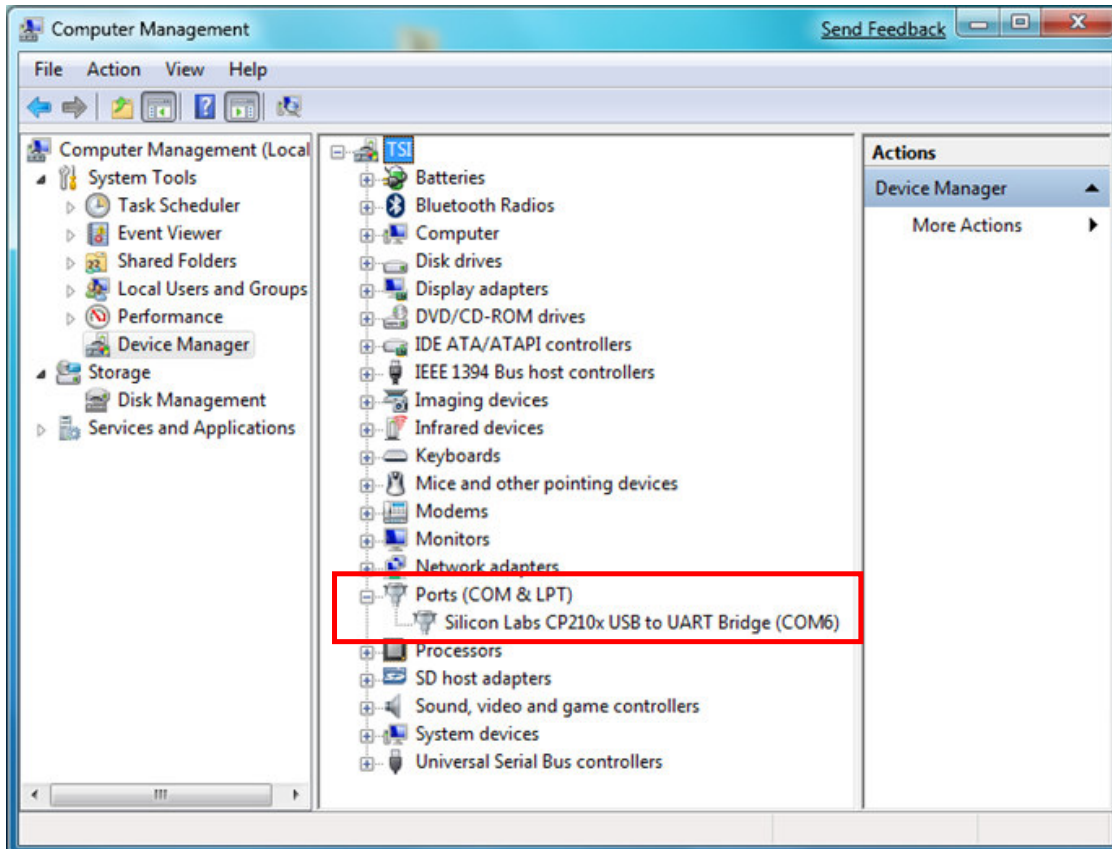 Computer Management
Send Feedback
File Action View Help
Computer Management (Local
System Tools
Task Scheduler
Event Viewer
Shared Folders
Local Users and Groups
Performance
Device Manager
Storage
Disk Management
Services and Applications
TSI
Batteries
Bluetooth Radios
Computer
Disk drives
Display adapters
DVD/CD-ROM drives
IDE ATA/ATAPI controllers
IEEE 1394 Bus host controllers
Imaging devices
Infrared devices
Keyboards
Mice and other pointing devices
Modems
Monitors
Network adapters
Ports (COM & LPT)
Silicon Labs CP210x USB to UART Bridge (COM6)
Processors
SD host adapters
Sound, video and game controllers
System devices
Universal Serial Bus controllers
Actions
Device Manager
More Actions